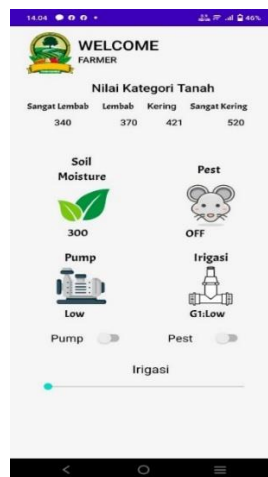 14.04
46%
WELCOME
FARMER
Nilai Kategori Tanah
Sangat Lembab Lembab Kering Sangat Kering
340 370 421 520
Soil Moisture
Pest
300
OFF
Pump
Irigasi
Low
G1:Low
Pump
Pest
Irigasi